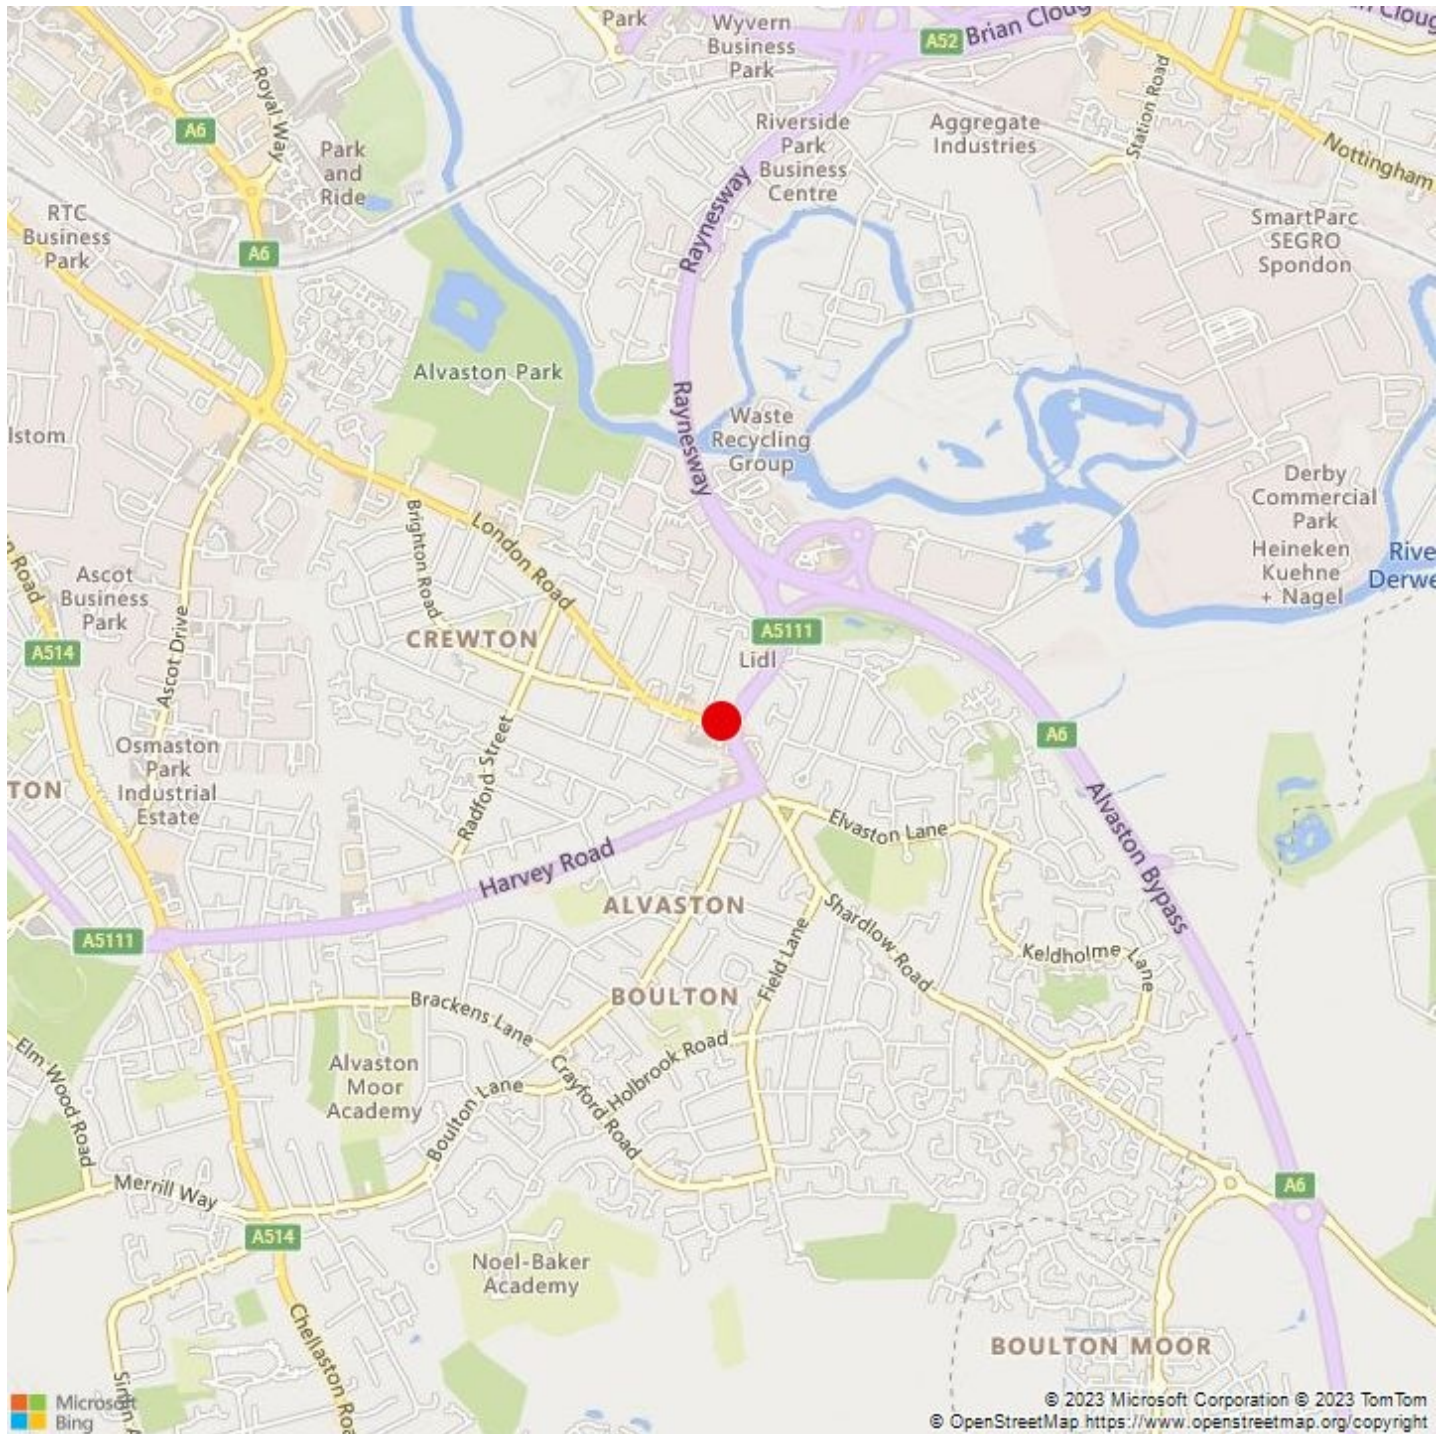 Park
Wyvern
Business
Park
A52
Brian Cloug
Cloug
A6
Royal Way
Park
and
Ride
Riverside
Park
Business
Centre
Aggregate
Industries
Station Road
Nottingham
RTC
Business
Park
A6
Raynesway
SmartParc
SEGRO
Spondon
Alvaston Park
Raynesway
lstom
Waste
Recycling
Group
Derby
Commercial
Park
Heineken
Kuehne
+ Nagel
Rive
Derwe
Brighton Road
London Road
n Road
Ascot
Business
Park
A514
Ascot Drive
CREWTON
A5111
Lidl
A6
Radford Street
Osmaston
Park
Industrial
Estate
TON
Elvaston Lane
Alvaston Bypass
Harvey Road
ALVASTON
A5111
Shardlow Road
Field Lane
Keldholme Lane
BOULTON
Brackens Lane
Elm Wood Road
Alvaston
Moor
Academy
Holbrook Road
Boulton Lane
Crayford Road
Merrill Way
A6
A514
Noel-Baker
Academy
Chellaston Roa
BOULTON MOOR
Microsoft
Bing
© 2023 Microsoft Corporation © 2023 TomTom
© OpenStreetMap https://www.openstreetmap.org/copyright